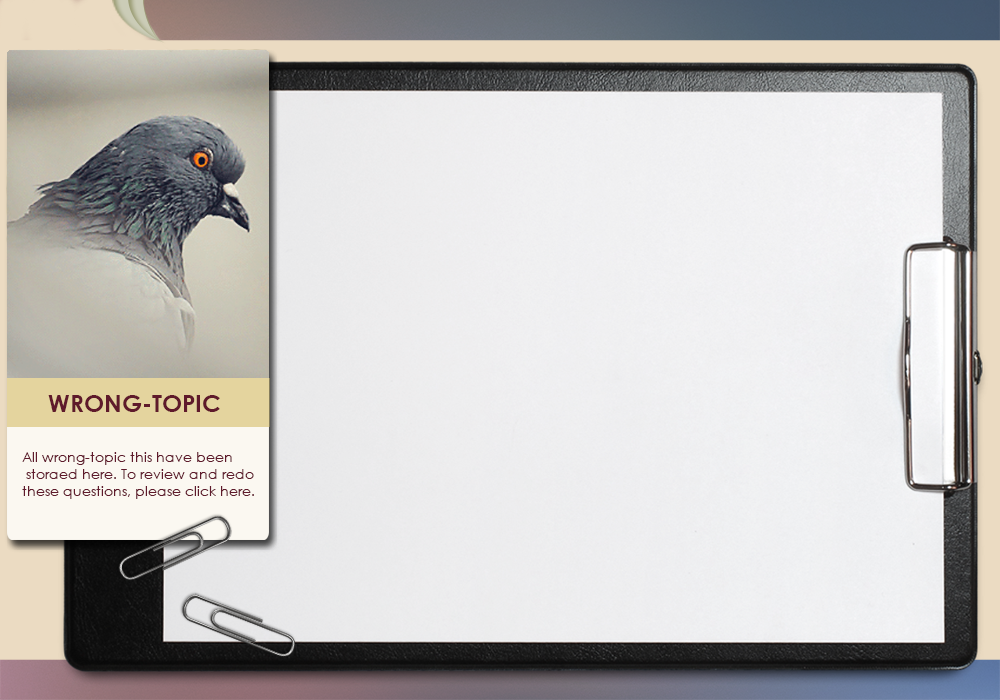 WRONG-TOPIC
All wrong-topic this have been
storaed here. To review and redo
these questions, please click here.